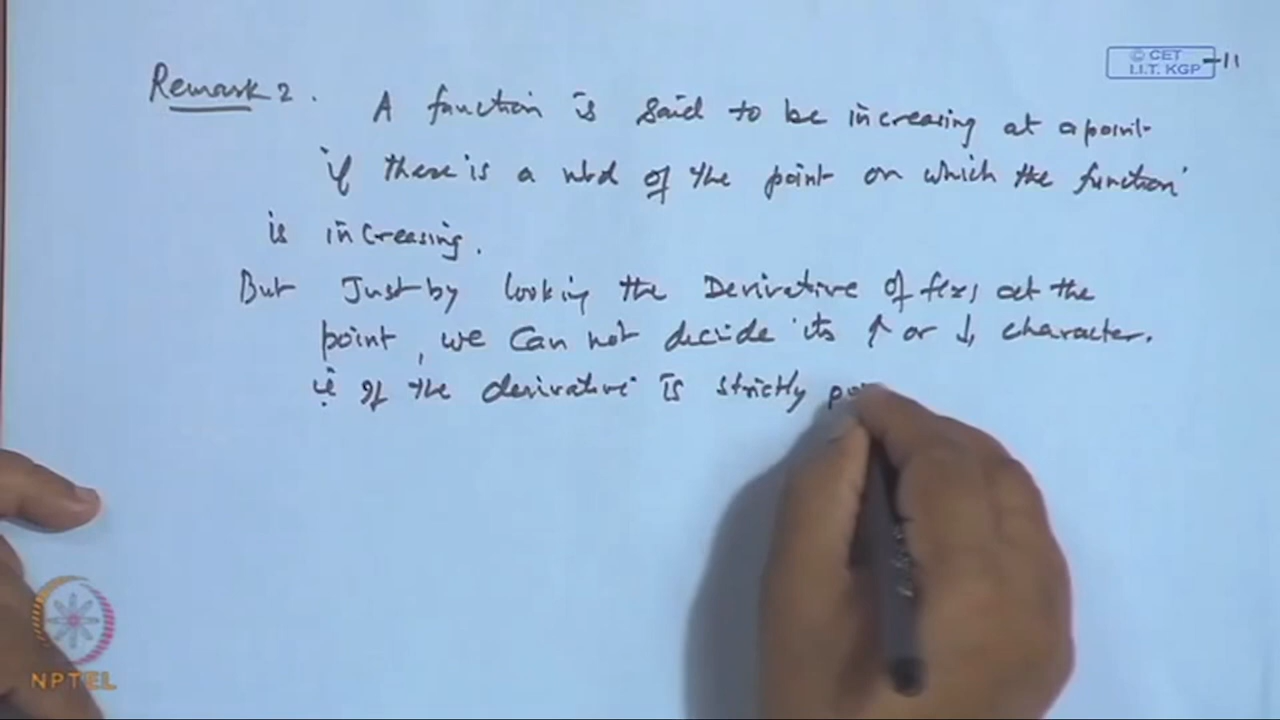 © CET
I.I.T. KGP
11
Remark 2. A function is said to be increasing at a point
if there is a nbd of the point on which the function
is increasing.
But Just by looking the Derivative of f(x) at the
point, we can not decide its ↑ or ↓ character.
ie If the derivative is strictly po
NPTEL